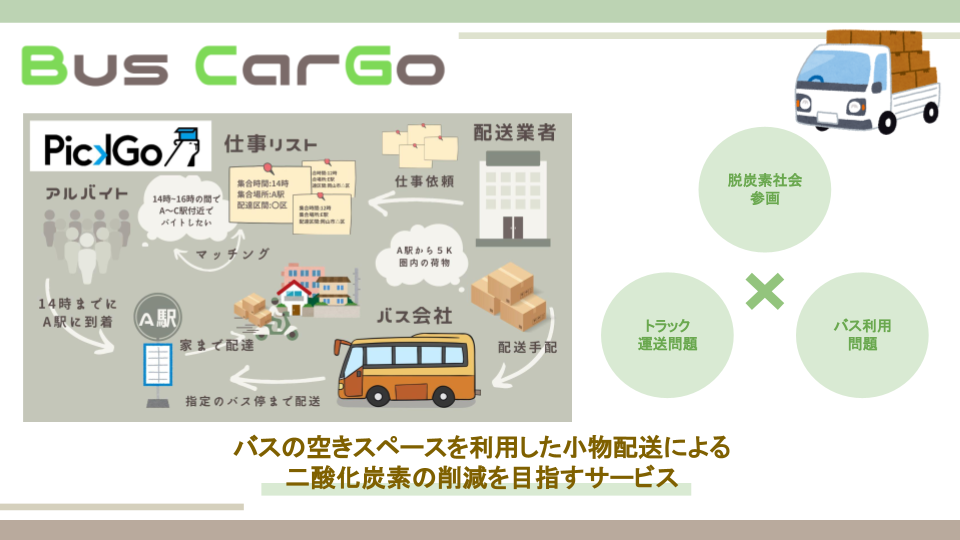 Bus CarGo
PickGo
仕事リスト
配送業者
アルバイト
14時~16時の間で
A～C駅付近で
バイトしたい
集合時間:14時
集合場所:A駅
配達区間:〇区
仕事依頼
マッチング
A駅から５K
圏内の荷物
14時までに
A駅に到着
A駅
家まで配達
バス会社
配送手配
指定のバス停まで配送
脱炭素社会
参画
トラック
運送問題
バス利用
問題
バスの空きスペースを利用した小物配送による
二酸化炭素の削減を目指すサービス